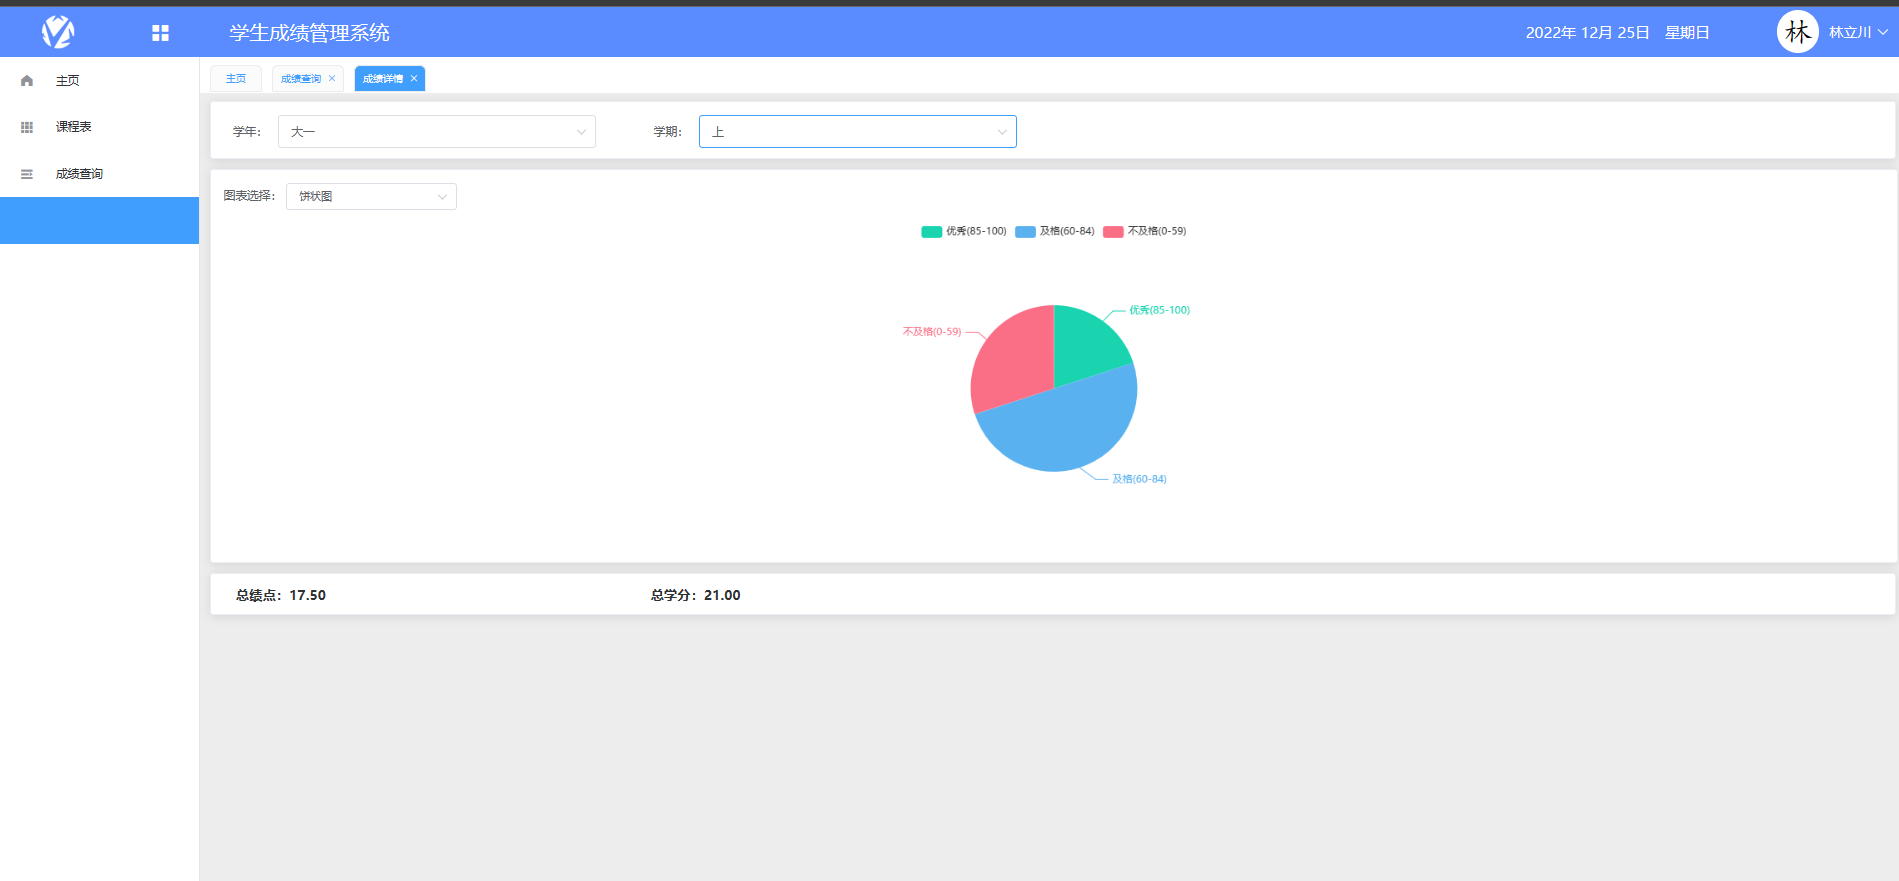 学生成绩管理系统
2022年 12月 25日 星期日
林
林立川
主页
课程表
成绩查询
主页
成绩查询
成绩详情
学年：
大一
学期：
上
图表选择：
饼状图
优秀(85-100)
及格(60-84)
不及格(0-59)
优秀(85-100)
不及格(0-59)
及格(60-84)
总绩点：17.50
总学分：21.00